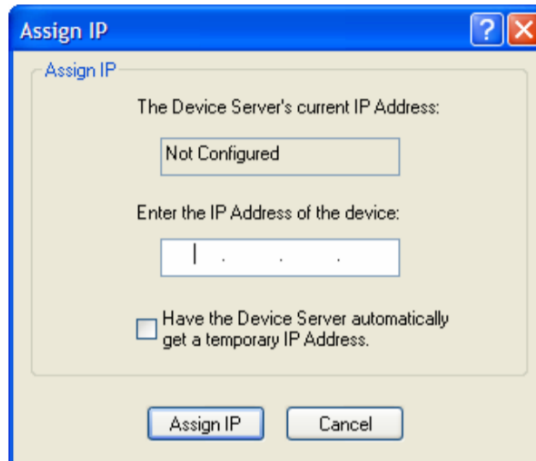 Assign IP
Assign IP
The Device Server's current IP Address:
Not Configured
Enter the IP Address of the device:
. . .
Have the Device Server automatically
get a temporary IP Address.
Assign IP Cancel